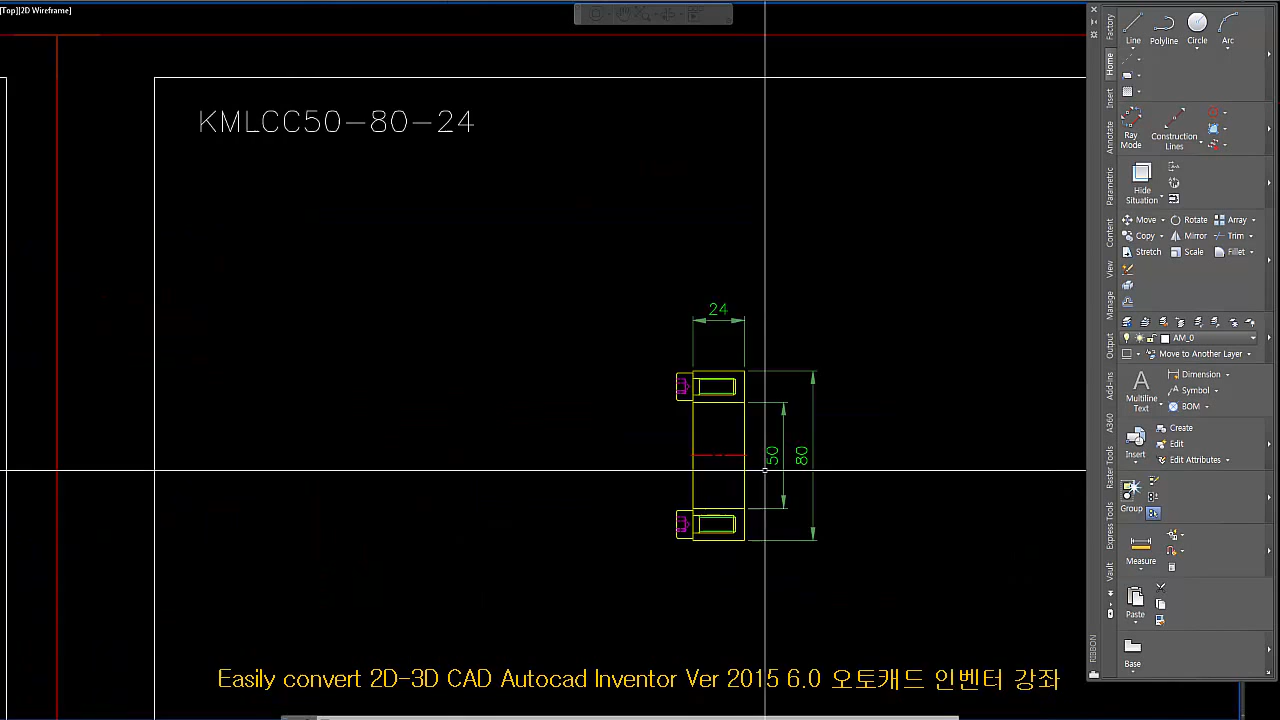 [Top][2D Wireframe]
KMLCC50-80-24
24
50
80
Easily convert 2D-3D CAD Autocad Inventor Ver 2015 6.0 오토캐드 인벤터 강좌
Factory
Home
Insert
Annotate
Parametric
Content
View
Manage
Output
Add-ins
A360
Raster Tools
Express Tools
Vault
RIBBON
Line Polyline Circle Arc
Ray Mode
Construction Lines
Hide Situation
Move Rotate Array
Copy Mirror Trim
Stretch Scale Fillet
AM_0
Move to Another Layer
Multiline Text
Dimension
Symbol
BOM
Insert
Create
Edit
Edit Attributes
Group
Measure
Paste
Base